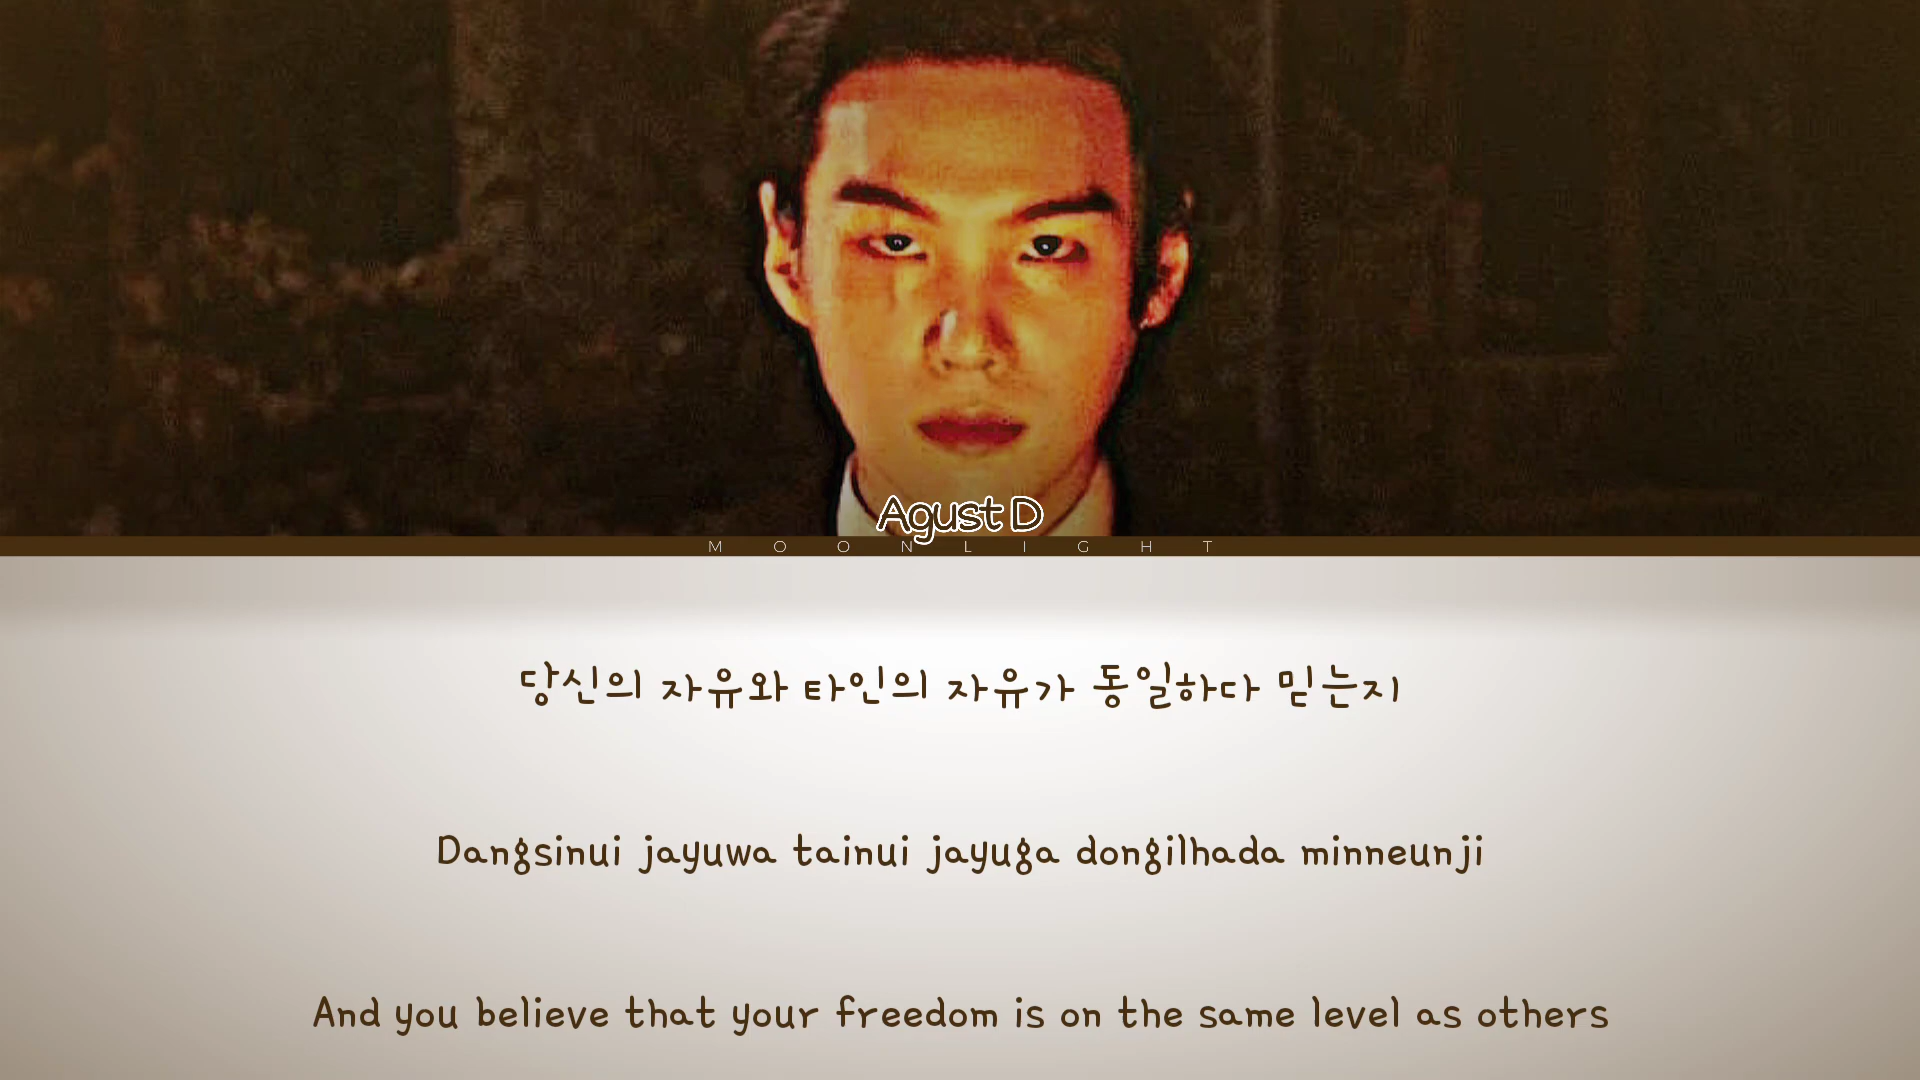 Agust D
MOONLIGHT
당신의 자유와 타인의 자유가 동일하다 믿는지
Dangsinui jayuwa tainui jayuga dongilhada minneunji
And you believe that your freedom is on the same level as others